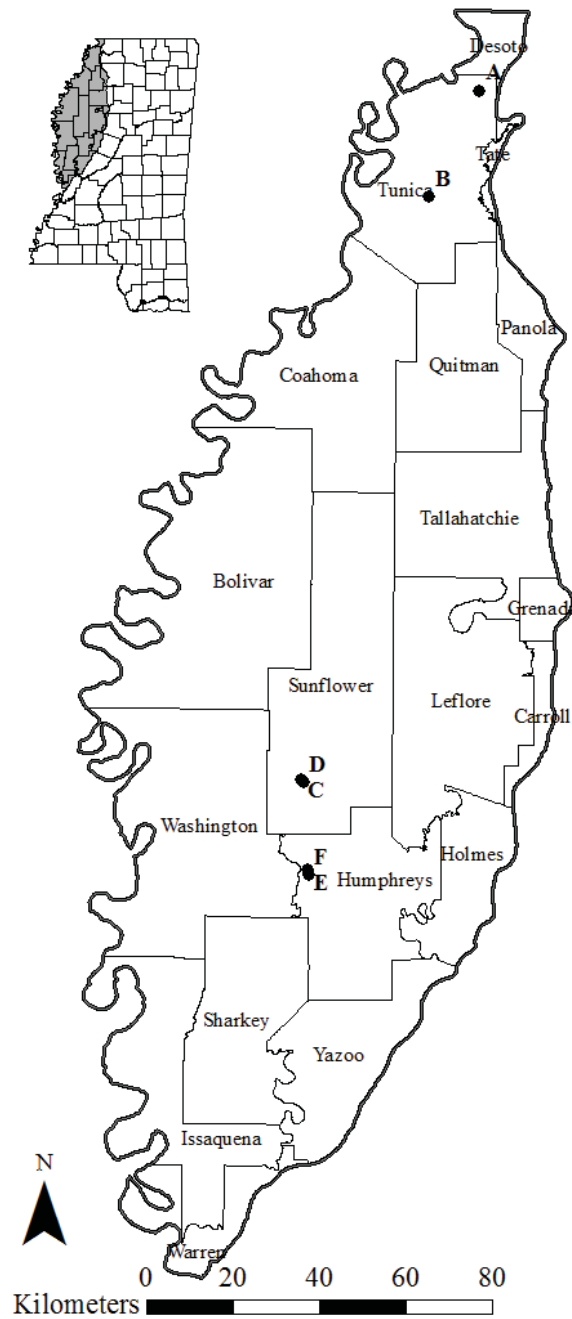 Desoto
A
Tate
B
Tunica
Panola
Quitman
Coahoma
Tallahatchie
Bolivar
Grenad
Sunflower
Leflore
Carroll
D
C
Washington
F
E
Humphreys
Holmes
Sharkey
Yazoo
Issaquena
N
Warren
0 20 40 60 80
Kilometers